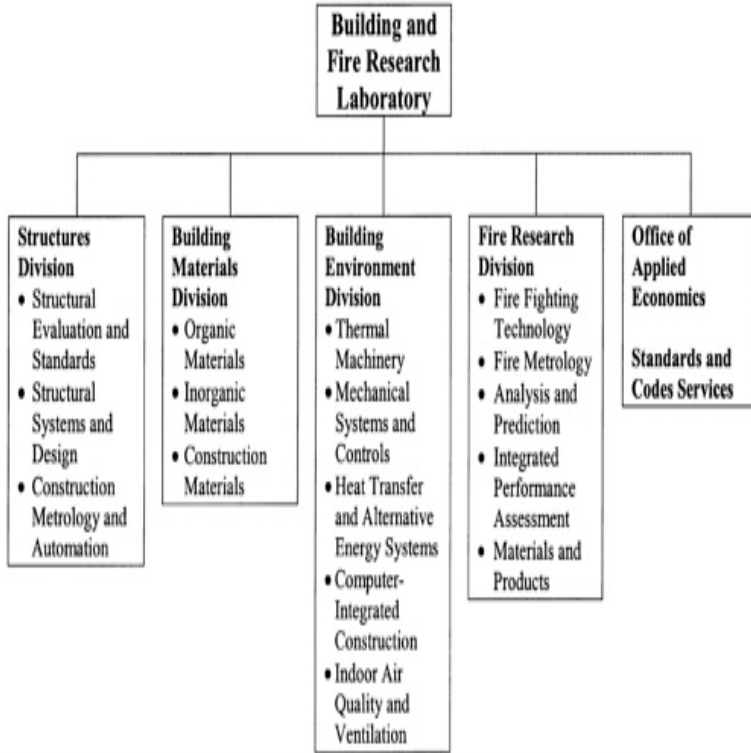 Building and
Fire Research
Laboratory
Structures
Division
• Structural
Evaluation and
Standards
• Structural
Systems and
Design
• Construction
Metrology and
Automation
Building
Materials
Division
• Organic
Materials
• Inorganic
Materials
• Construction
Materials
Building
Environment
Division
• Thermal
Machinery
• Mechanical
Systems and
Controls
• Heat Transfer
and Alternative
Energy Systems
• Computer-
Integrated
Construction
• Indoor Air
Quality and
Ventilation
Fire Research
Division
• Fire Fighting
Technology
• Fire Metrology
• Analysis and
Prediction
• Integrated
Performance
Assessment
• Materials and
Products
Office of
Applied
Economics
Standards and
Codes Services